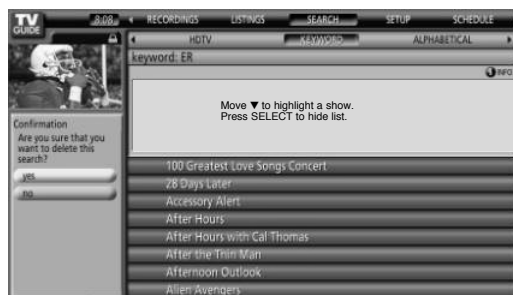 TV GUIDE
8:08
RECORDINGS LISTINGS SEARCH SETUP SCHEDULE
HDTV KEYWORD ALPHABETICAL
keyword: ER
INFO
Move ▼ to highlight a show.
Press SELECT to hide list.
Confirmation
Are you sure that you
want to delete this
search?
yes
no
100 Greatest Love Songs Concert
28 Days Later
Accessory Alert
After Hours
After Hours with Cal Thomas
After the Thin Man
Afternoon Outlook
Alien Avengers